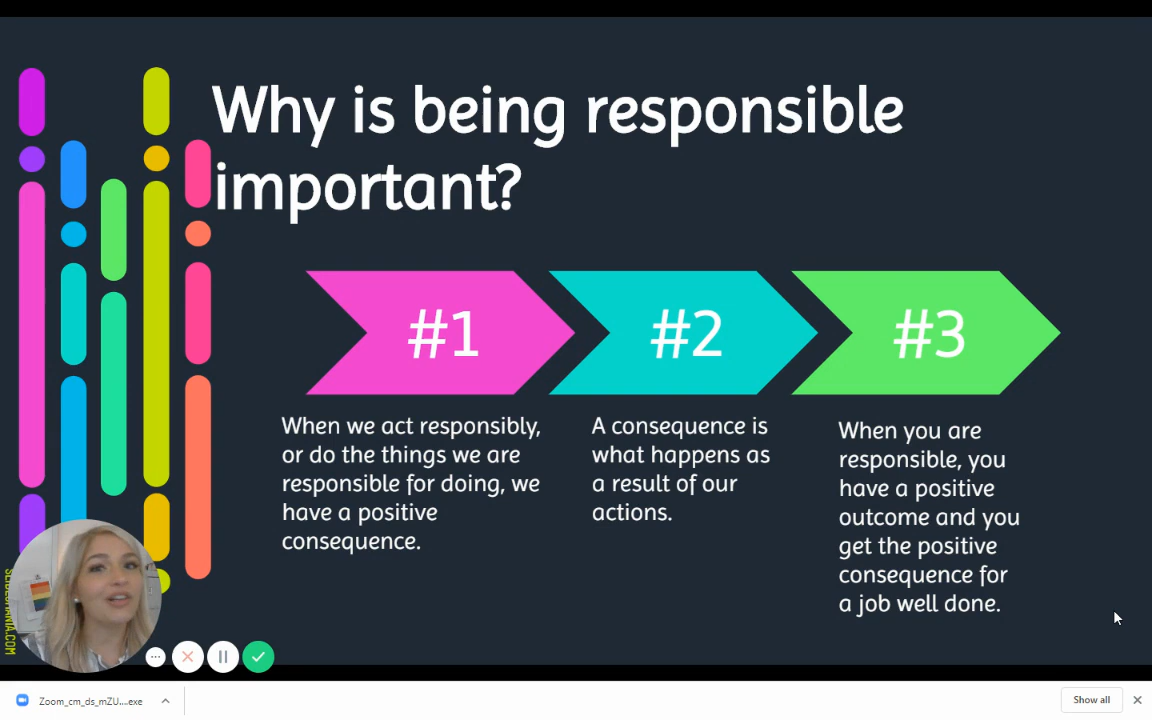 Why is being responsible
important?
#1
#2
#3
When we act responsibly,
or do the things we are
responsible for doing, we
have a positive
consequence.
A consequence is
what happens as
a result of our
actions.
When you are
responsible, you
have a positive
outcome and you
get the positive
consequence for
a job well done.
SLIDESMANIA.COM
Zoom_cm_ds_mZU....exe
Show all